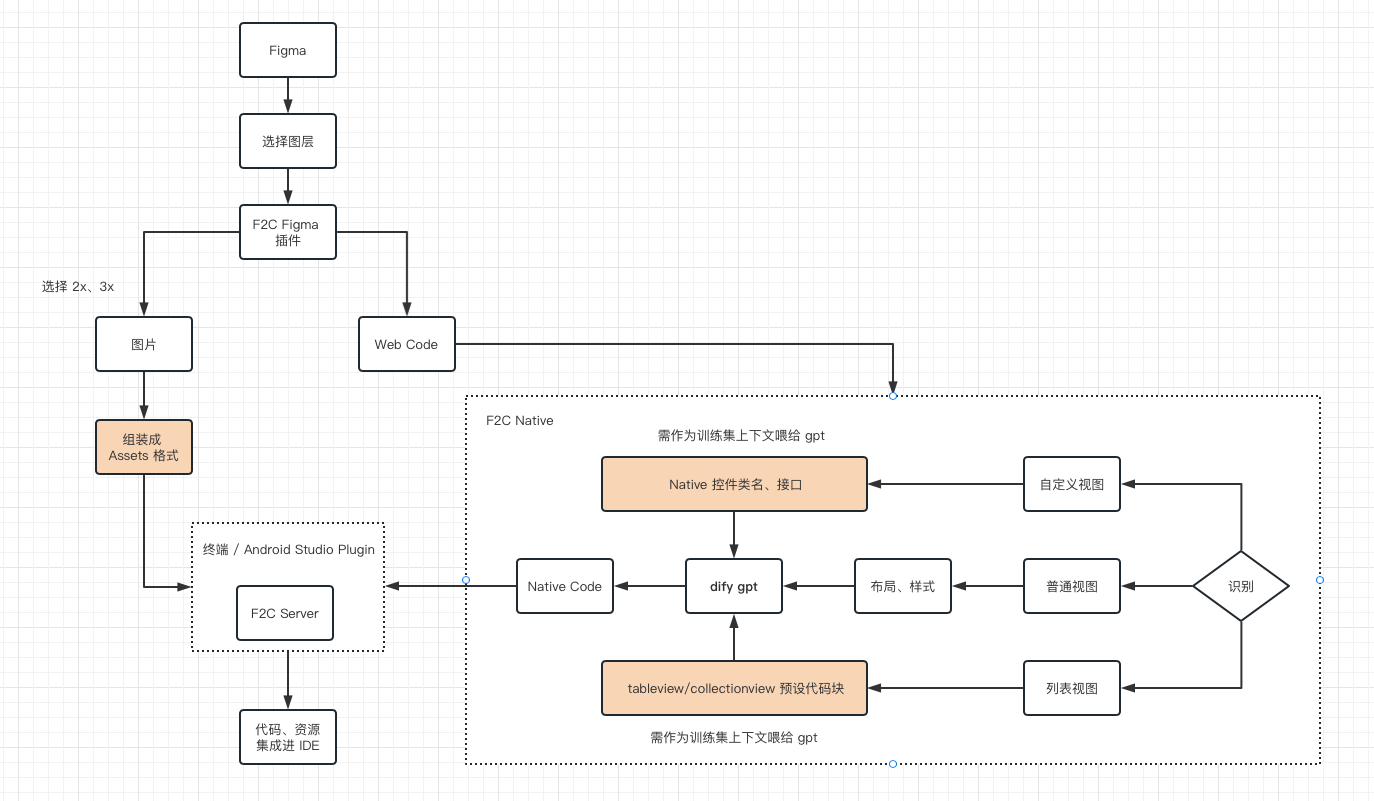 Figma
选择图层
F2C Figma
插件
选择 2x、3x
图片
Web Code
组装成
Assets 格式
终端 / Android Studio Plugin
F2C Server
代码、资源
集成进 IDE
F2C Native
需作为训练集上下文喂给 gpt
Native 控件类名、接口
自定义视图
Native Code
dify gpt
布局、样式
普通视图
识别
tableview/collectionview 预设代码块
列表视图
需作为训练集上下文喂给 gpt